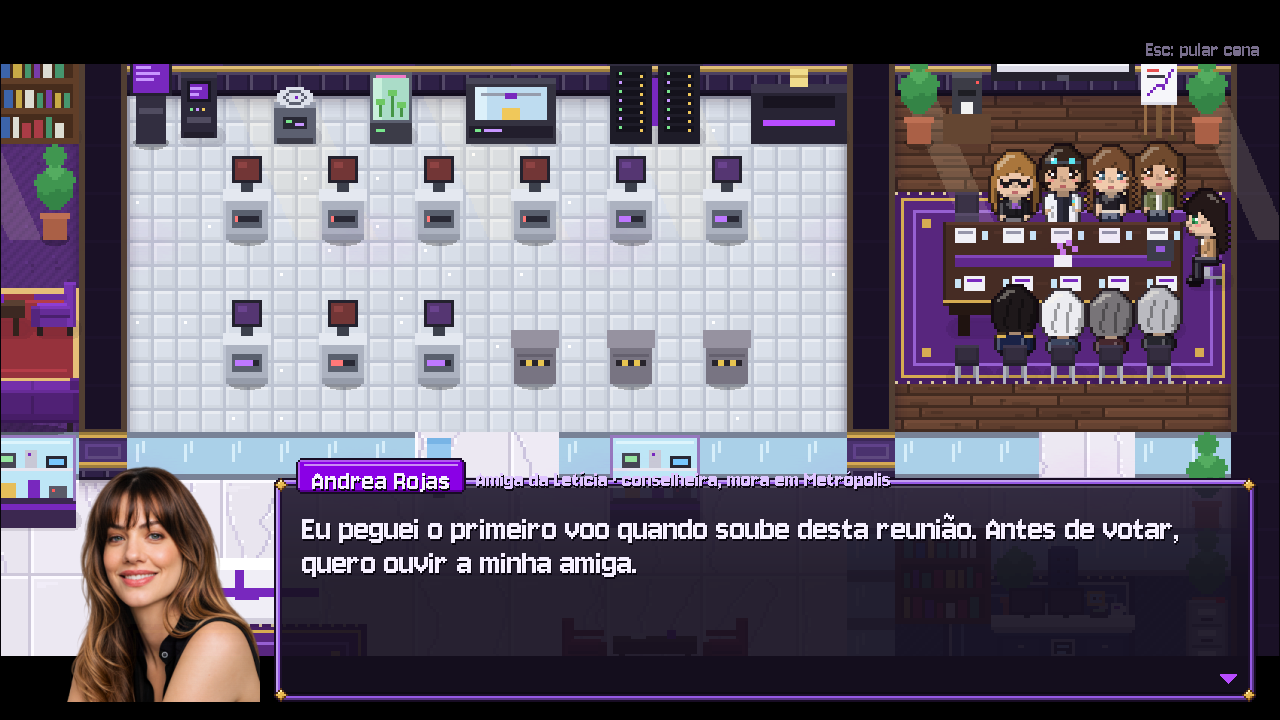 Esc: pular cena
Andrea Rojas
Amiga da Letícia · conselheira, mora em Metrópolis
Eu peguei o primeiro voo quando soube desta reunião. Antes de votar,
quero ouvir a minha amiga.